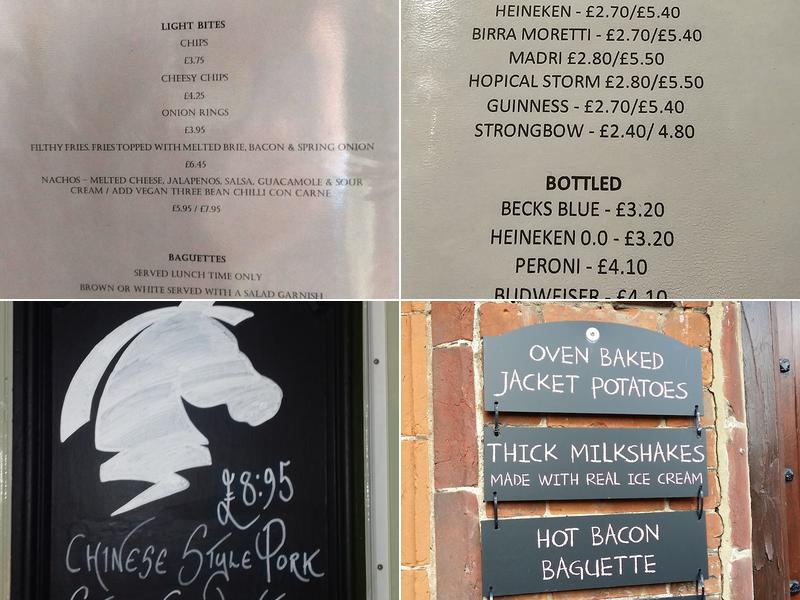 LIGHT BITES
CHIPS
£3.75
CHEESY CHIPS
£4.25
ONION RINGS
£3.95
FILTHY FRIES. FRIES TOPPED WITH MELTED BRIE, BACON & SPRING ONION
£6.45
NACHOS – MELTED CHEESE, JALAPENOS, SALSA, GUACAMOLE & SOUR
CREAM / ADD VEGAN THREE BEAN CHILLI CON CARNE
£5.95 / £7.95
BAGUETTES
SERVED LUNCH TIME ONLY
BROWN OR WHITE SERVED WITH A SALAD GARNISH
HEINEKEN - £2.70/£5.40
BIRRA MORETTI - £2.70/£5.40
MADRI £2.80/£5.50
HOPICAL STORM £2.80/£5.50
GUINNESS - £2.70/£5.40
STRONGBOW - £2.40/ 4.80
BOTTLED
BECKS BLUE - £3.20
HEINEKEN 0.0 - £3.20
PERONI - £4.10
BUDWEISER - £4.10
£8:95
CHINESE STYLE PORK
OVEN BAKED
JACKET POTATOES
THICK MILKSHAKES
MADE WITH REAL ICE CREAM
HOT BACON
BAGUETTE